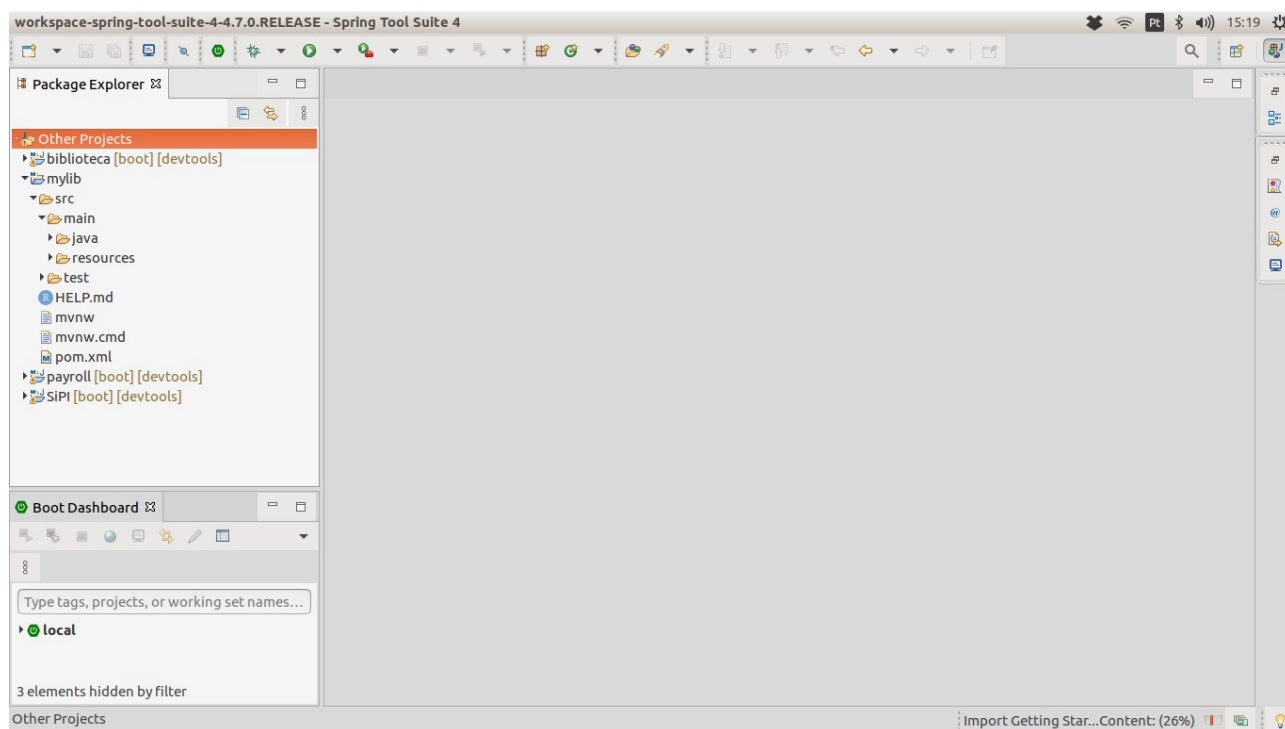 workspace-spring-tool-suite-4-4.7.0.RELEASE - Spring Tool Suite 4
Pt
15:19
Package Explorer
Other Projects
biblioteca [boot] [devtools]
mylib
src
main
java
resources
test
HELP.md
mvnw
mvnw.cmd
pom.xml
payroll [boot] [devtools]
SiPI [boot] [devtools]
Boot Dashboard
Type tags, projects, or working set names...
local
3 elements hidden by filter
Other Projects
Import Getting Star...Content: (26%)